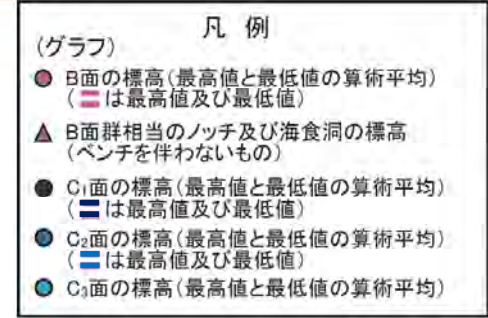 凡 例
(グラフ)
B面の標高(最高値と最低値の算術平均)
(〓は最高値及び最低値)
B面群相当のノッチ及び海食洞の標高
(ベンチを伴わないもの)
C₁面の標高(最高値と最低値の算術平均)
(〓は最高値及び最低値)
C₂面の標高(最高値と最低値の算術平均)
(〓は最高値及び最低値)
C₃面の標高(最高値と最低値の算術平均)